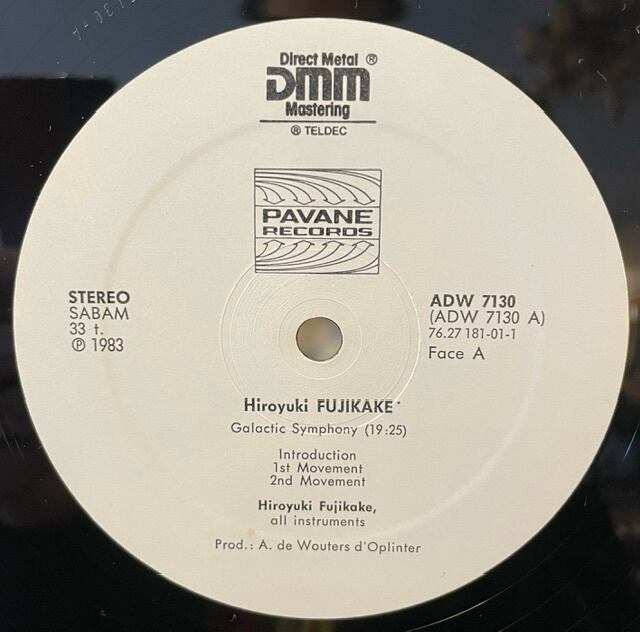 Direct Metal ®
DMM
Mastering
® TELDEC
PAVANE
RECORDS
STEREO
SABAM
33 t.
℗ 1983
ADW 7130
(ADW 7130 A)
76.27 181-01-1
Face A
Hiroyuki FUJIKAKE
Galactic Symphony (19:25)
Introduction
1st Movement
2nd Movement
Hiroyuki Fujikake,
all instruments
Prod.: A. de Wouters d'Oplinter